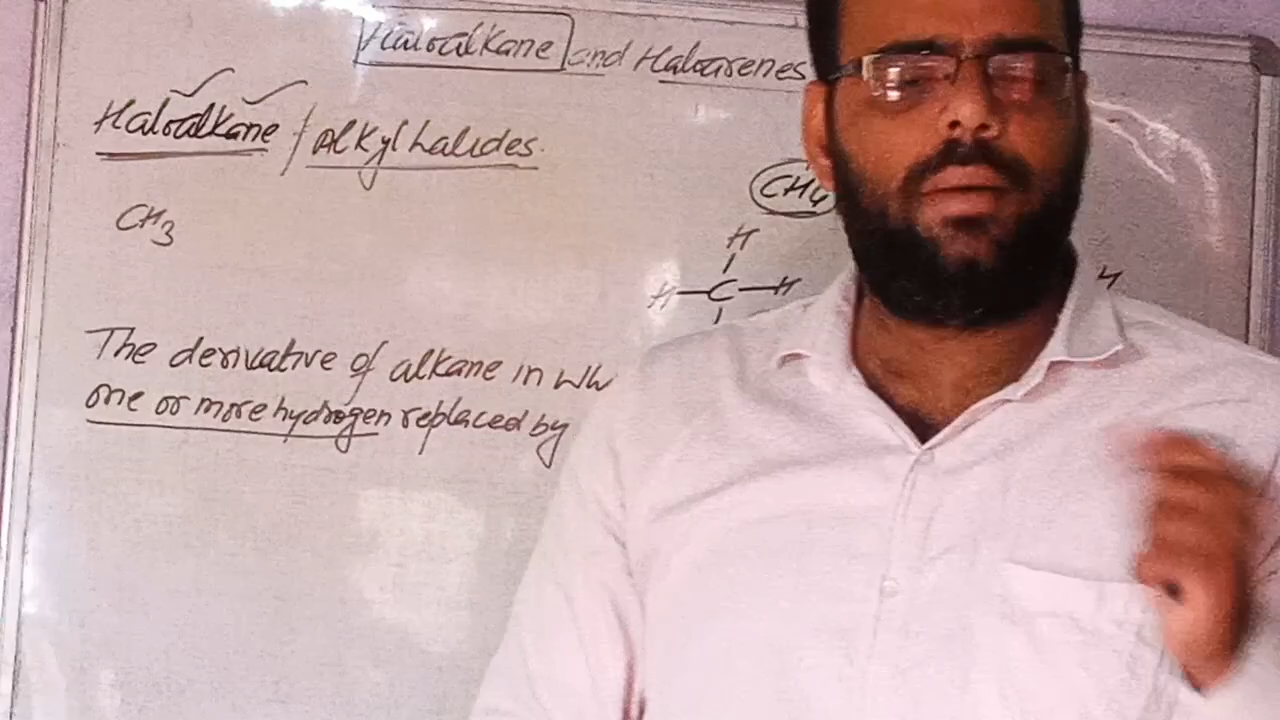 Haloalkane and Haloarenes
Haloalkane / Alkyl halides.
CH3
CH4
H
H-C-H
The derivative of alkane in wh
one or more hydrogen replaced by